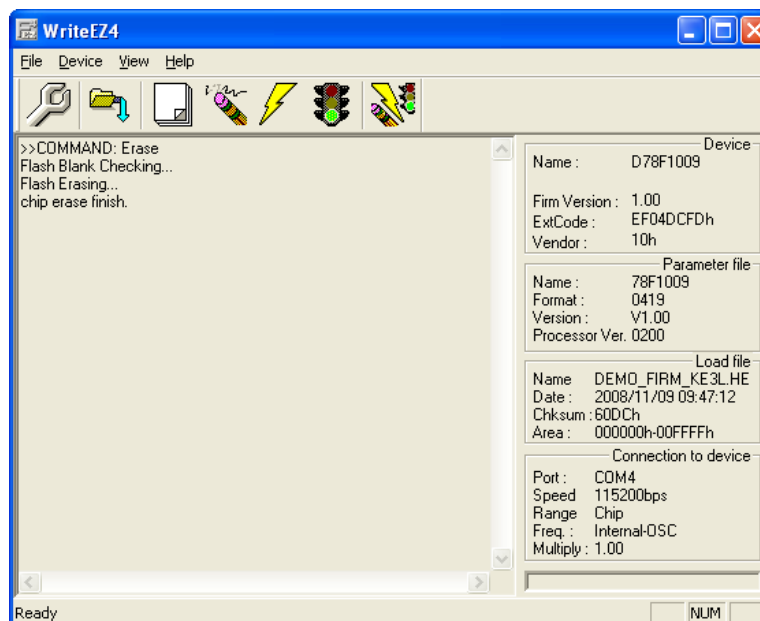 WriteEZ4
File Device View Help
>>COMMAND: Erase
Flash Blank Checking...
Flash Erasing...
chip erase finish.
Device
Name : D78F1009
Firm Version : 1.00
ExtCode : EF04DCFDh
Vendor : 10h
Parameter file
Name : 78F1009
Format : 0419
Version : V1.00
Processor Ver. 0200
Load file
Name DEMO_FIRM_KE3L.HE
Date : 2008/11/09 09:47:12
Chksum : 60DCh
Area : 000000h-00FFFFh
Connection to device
Port : COM4
Speed 115200bps
Range Chip
Freq. : Internal-OSC
Multiply : 1.00
Ready NUM